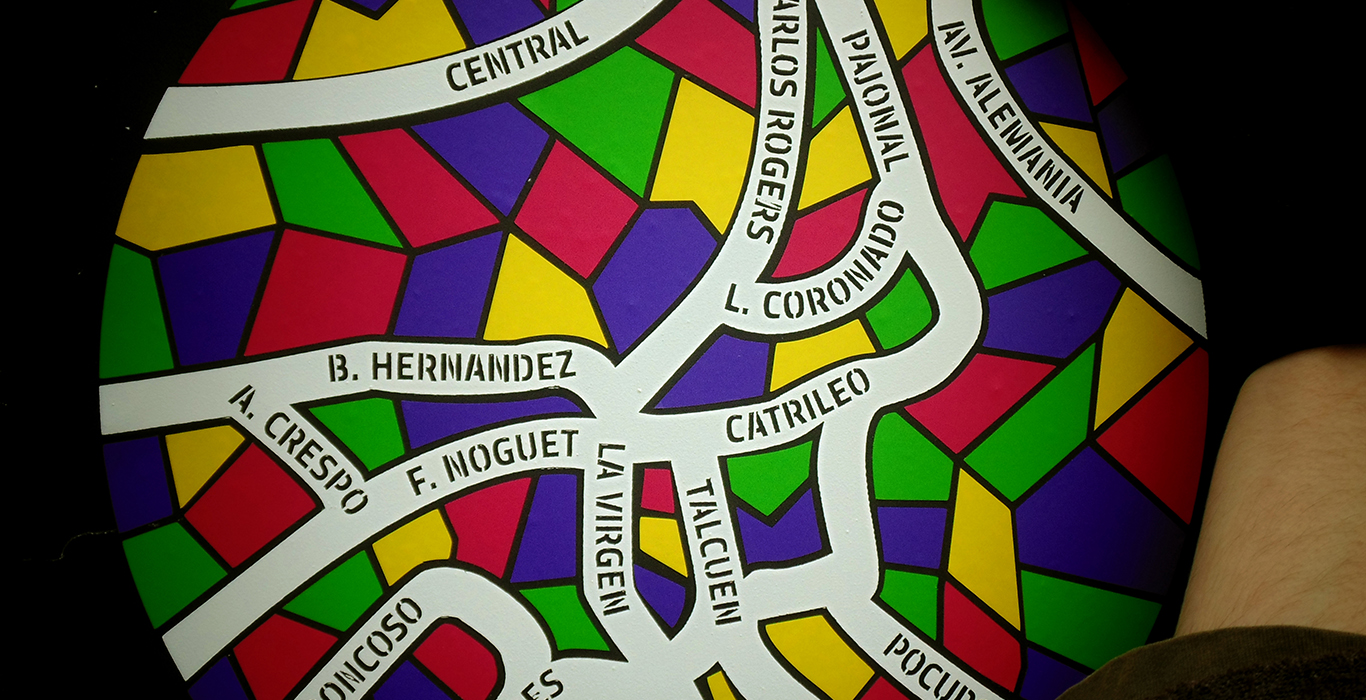 CENTRAL
ARLOS ROGERS
PAJONAL
AV. ALEMANIA
L. CORONADO
B. HERNANDEZ
CATRILEO
A. CRESPO
F. NOGUET
LA VIRGEN
TALCUEN
ONCOSO
ES
POCUR